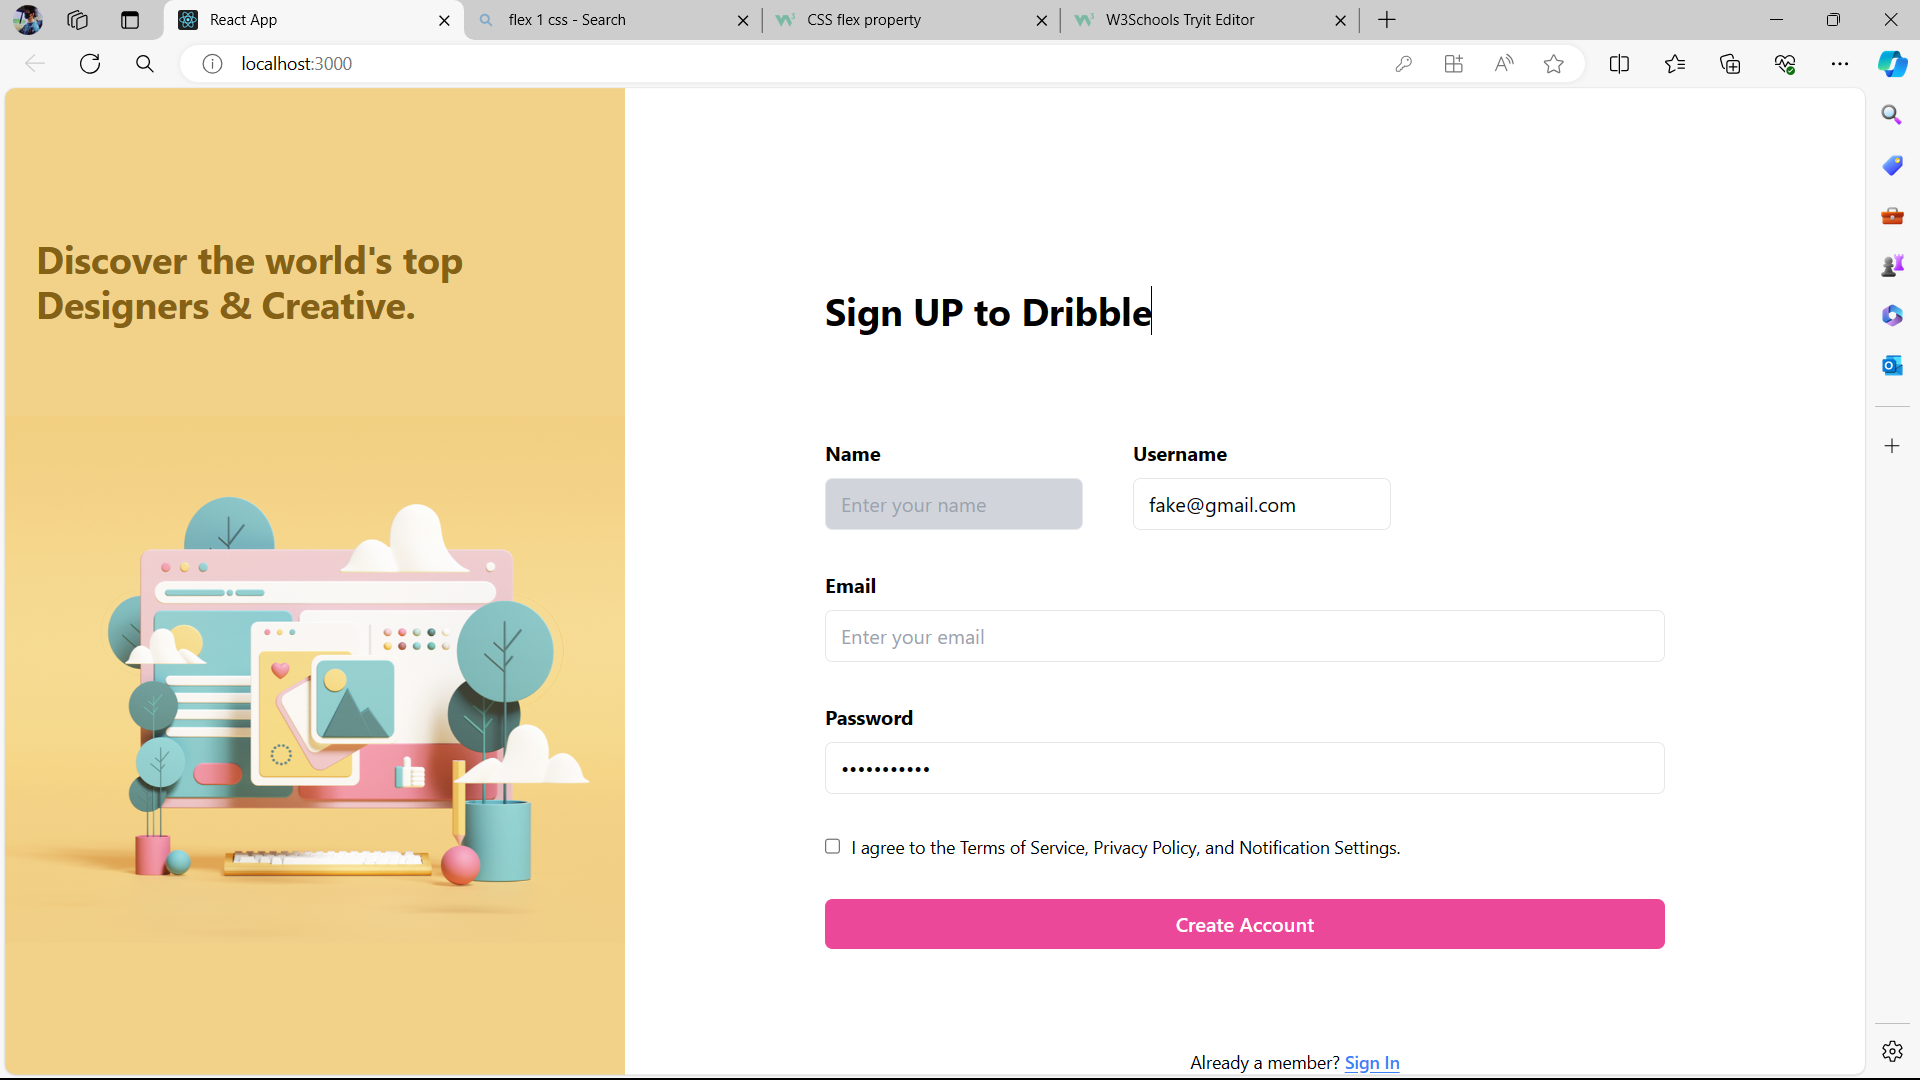 React App
flex 1 css - Search
CSS flex property
W3Schools Tryit Editor
localhost:3000
Discover the world's top
Designers & Creative.
Sign UP to Dribble
Name
Username
Enter your name
fake@gmail.com
Email
Enter your email
Password
•••••••••••
I agree to the Terms of Service, Privacy Policy, and Notification Settings.
Create Account
Already a member? Sign In